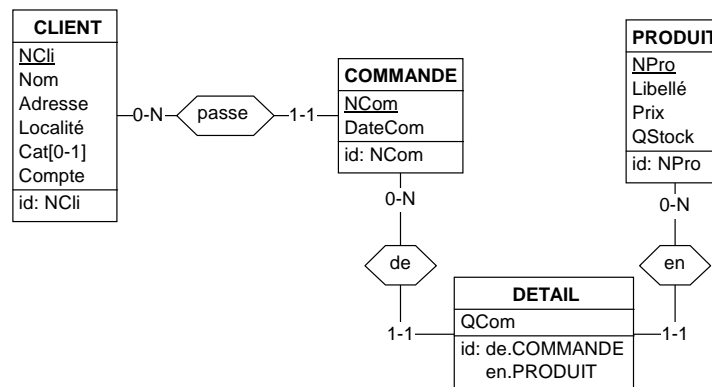 CLIENT
NCli
Nom
Adresse
Localité
Cat[0-1]
Compte
id: NCli
0-N
passe
1-1
COMMANDE
NCom
DateCom
id: NCom
PRODUIT
NPro
Libellé
Prix
QStock
id: NPro
0-N
de
1-1
0-N
en
1-1
DETAIL
QCom
id: de.COMMANDE
en.PRODUIT